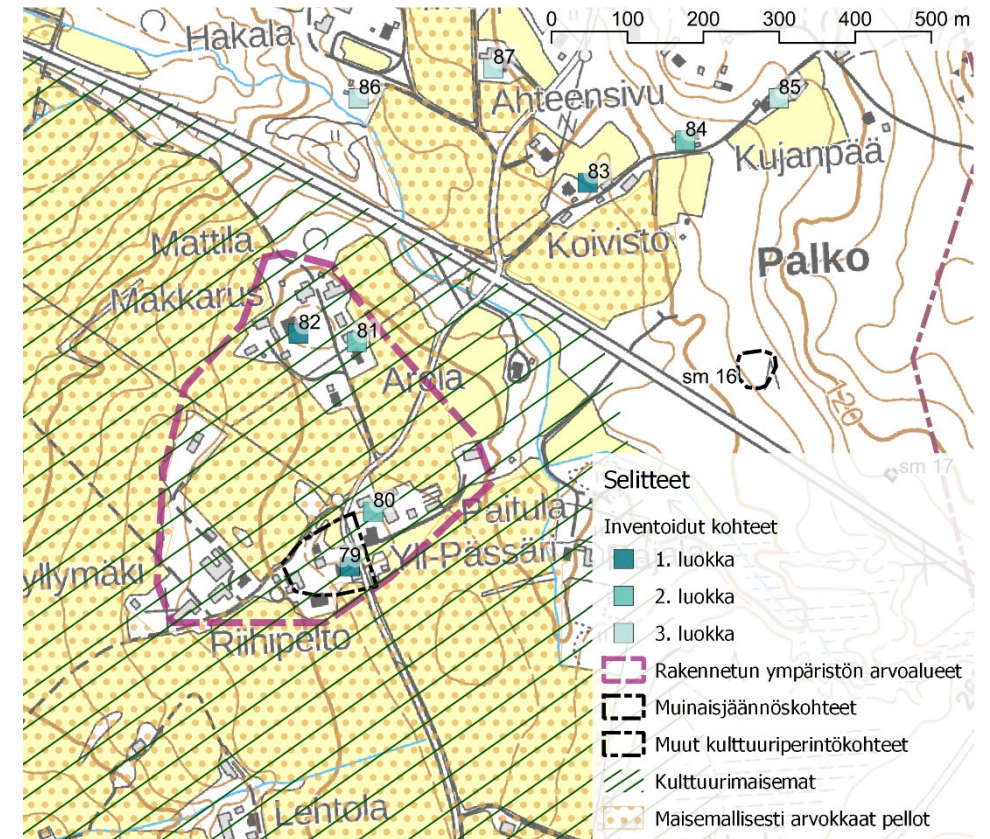 0 100 200 300 400 500 m
Hakala
87
86
Ahteensivu
85
84
Kujanpää
83
Koivisto
Palko
Mattila
Makkarus
82
81
Arola
sm 16
120
sm 17
80
Paitula
79
Yli-Pässäri
yllymäki
Riihipelto
Lehtola
Selitteet
Inventoidut kohteet
1. luokka
2. luokka
3. luokka
Rakennetun ympäristön arvoalueet
Muinaisjäännöskohteet
Muut kulttuuriperintökohteet
Kulttuurimaisemat
Maisemallisesti arvokkaat pellot